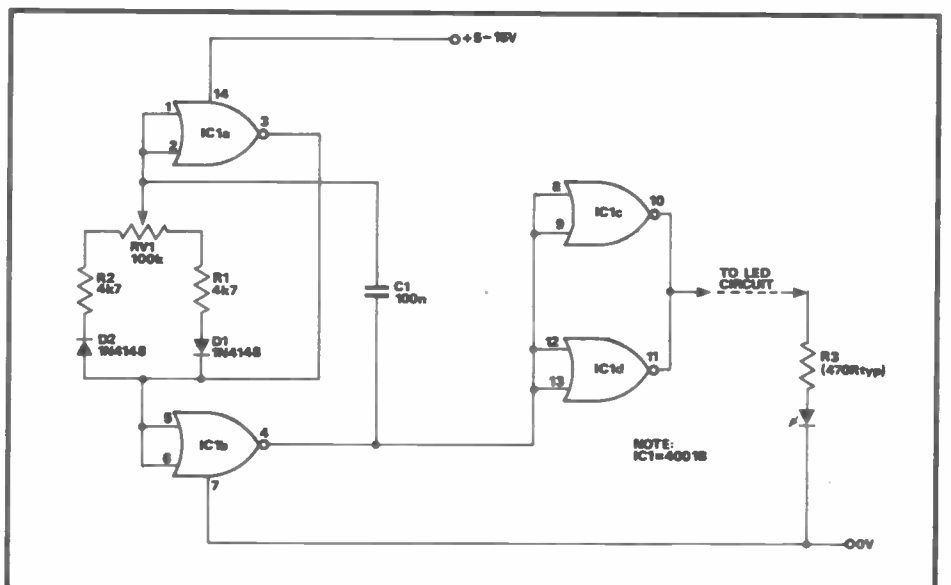 +5-15V
14
1
3
IC1a
2
8
10
IC1c
9
RV1
100k
R2
4k7
R1
4k7
C1
100n
TO LED
CIRCUIT
D2
1N4148
D1
1N4148
12
11
IC1d
13
R3
(470Rtyp)
5
4
IC1b
6
NOTE:
IC1=4001B
7
0V